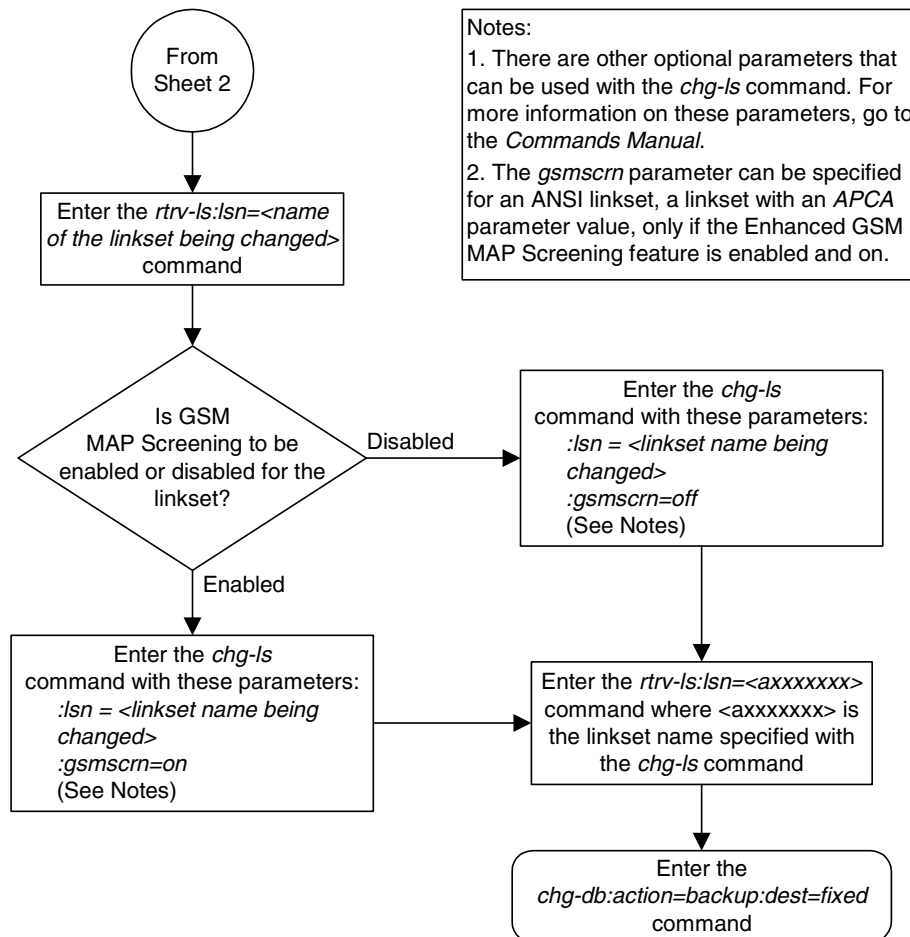 From
Sheet 2
Notes:
1. There are other optional parameters that
can be used with the chg-ls command. For
more information on these parameters, go to
the Commands Manual.
2. The gsmscrn parameter can be specified
for an ANSI linkset, a linkset with an APCA
parameter value, only if the Enhanced GSM
MAP Screening feature is enabled and on.
Enter the rtrv-ls:lsn=<name
of the linkset being changed>
command
Is GSM
MAP Screening to be
enabled or disabled for the
linkset?
Disabled
Enter the chg-ls
command with these parameters:
:lsn = <linkset name being
changed>
:gsmscrn=off
(See Notes)
Enabled
Enter the chg-ls
command with these parameters:
:lsn = <linkset name being
changed>
:gsmscrn=on
(See Notes)
Enter the rtrv-ls:lsn=<axxxxxxx>
command where <axxxxxxx> is
the linkset name specified with
the chg-ls command
Enter the
chg-db:action=backup:dest=fixed
command